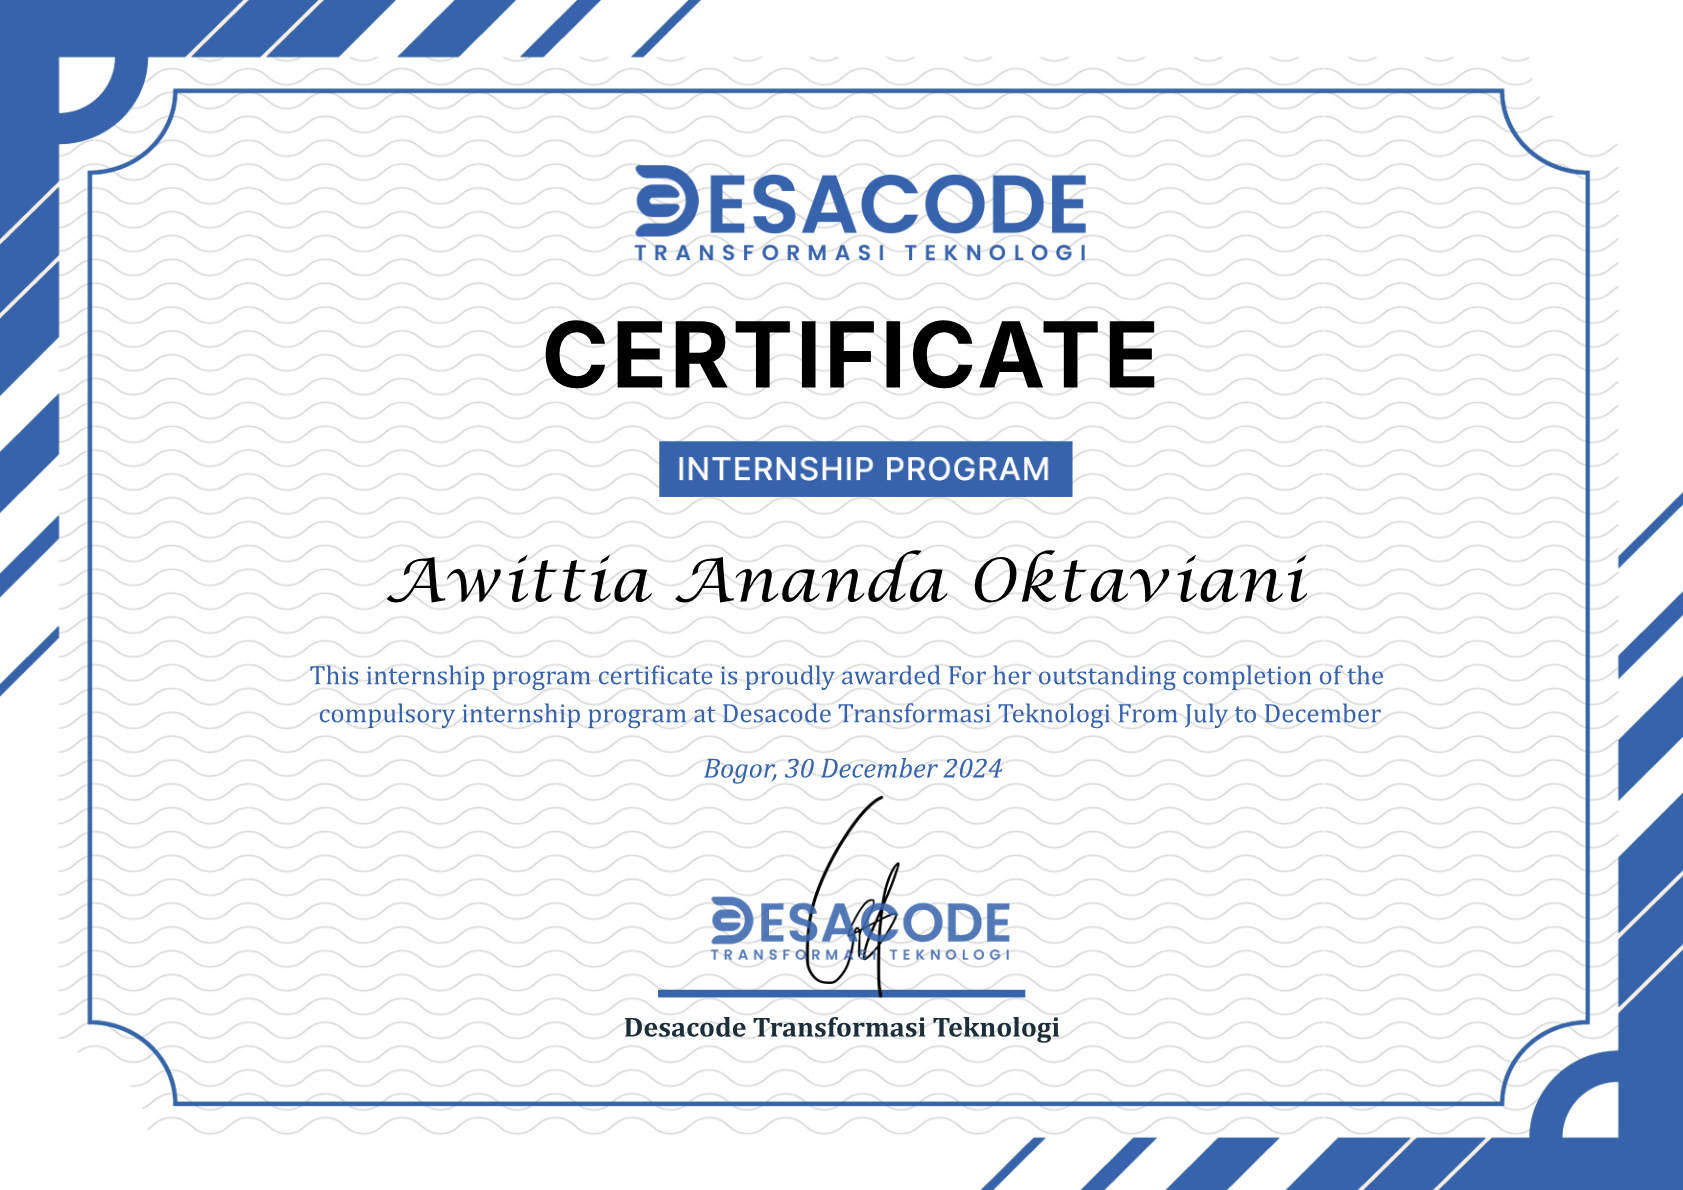 DESACODE
TRANSFORMASI TEKNOLOGI
CERTIFICATE
INTERNSHIP PROGRAM
Awittia Ananda Oktaviani
This internship program certificate is proudly awarded For her outstanding completion of the
compulsory internship program at Desacode Transformasi Teknologi From July to December
Bogor, 30 December 2024
DESACODE
TRANSFORMASI TEKNOLOGI
Desacode Transformasi Teknologi